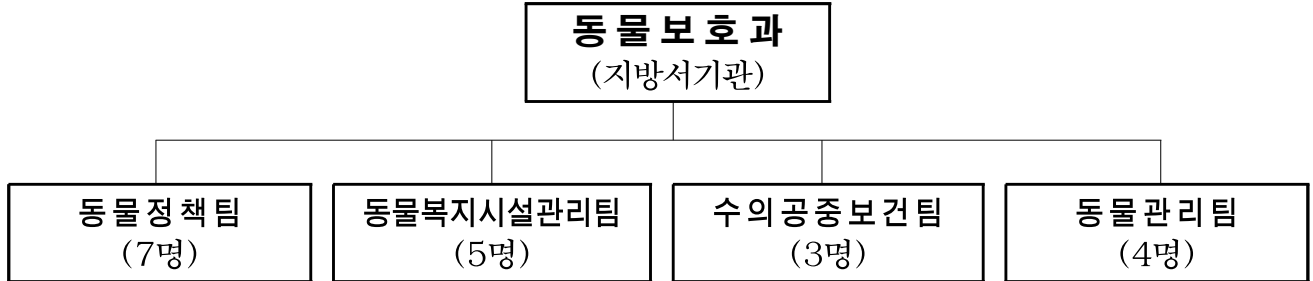 동물보호과
(지방서기관)
동물정책팀
(7명)
동물복지시설관리팀
(5명)
수의공중보건팀
(3명)
동물관리팀
(4명)